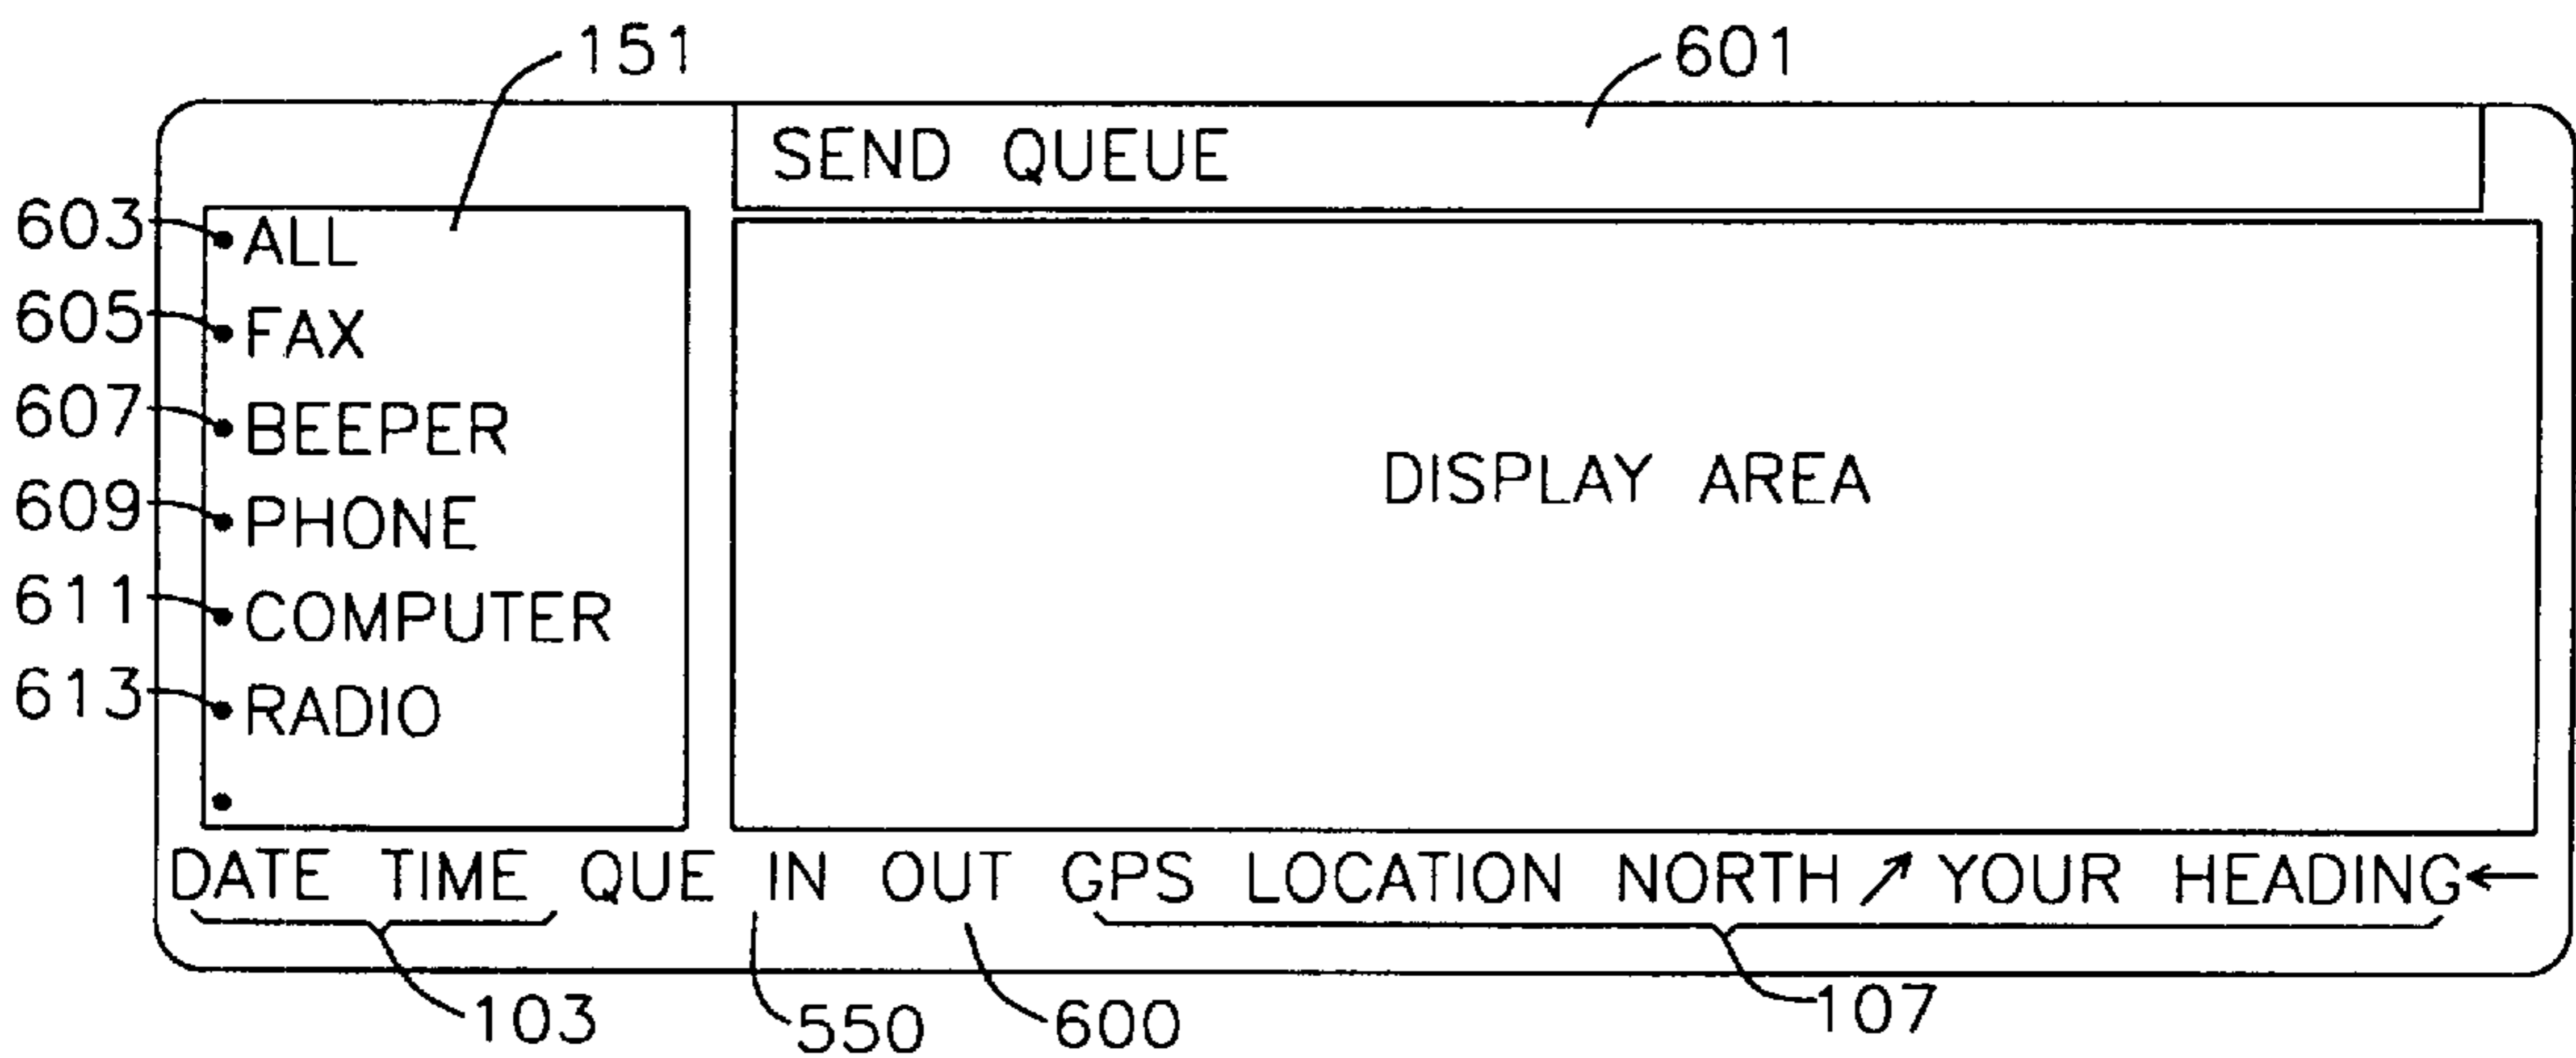 151
601
SEND QUEUE
603 ALL
605 FAX
607 BEEPER
609 PHONE
611 COMPUTER
613 RADIO
DISPLAY AREA
DATE TIME QUE IN OUT GPS LOCATION NORTH ↗ YOUR HEADING ←
103
550
600
107